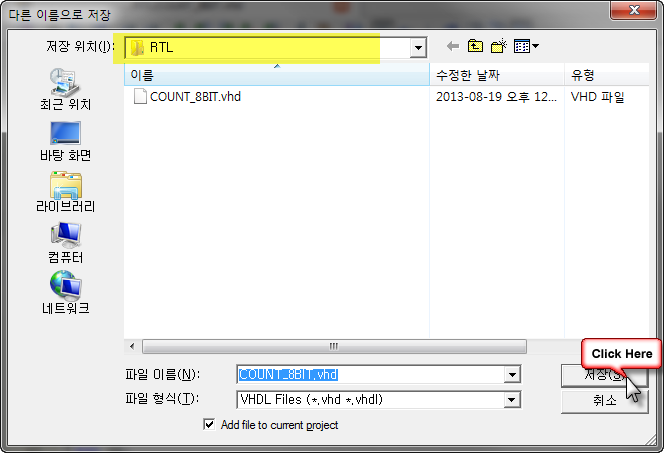 다른 이름으로 저장
저장 위치(I): RTL
이름 수정한 날짜 유형
COUNT_8BIT.vhd 2013-08-19 오후 12... VHD 파일
최근 위치
바탕 화면
라이브러리
컴퓨터
네트워크
Click Here
파일 이름(N): COUNT_8BIT.vhd 저장(S)
파일 형식(T): VHDL Files (*.vhd *.vhdl) 취소
Add file to current project